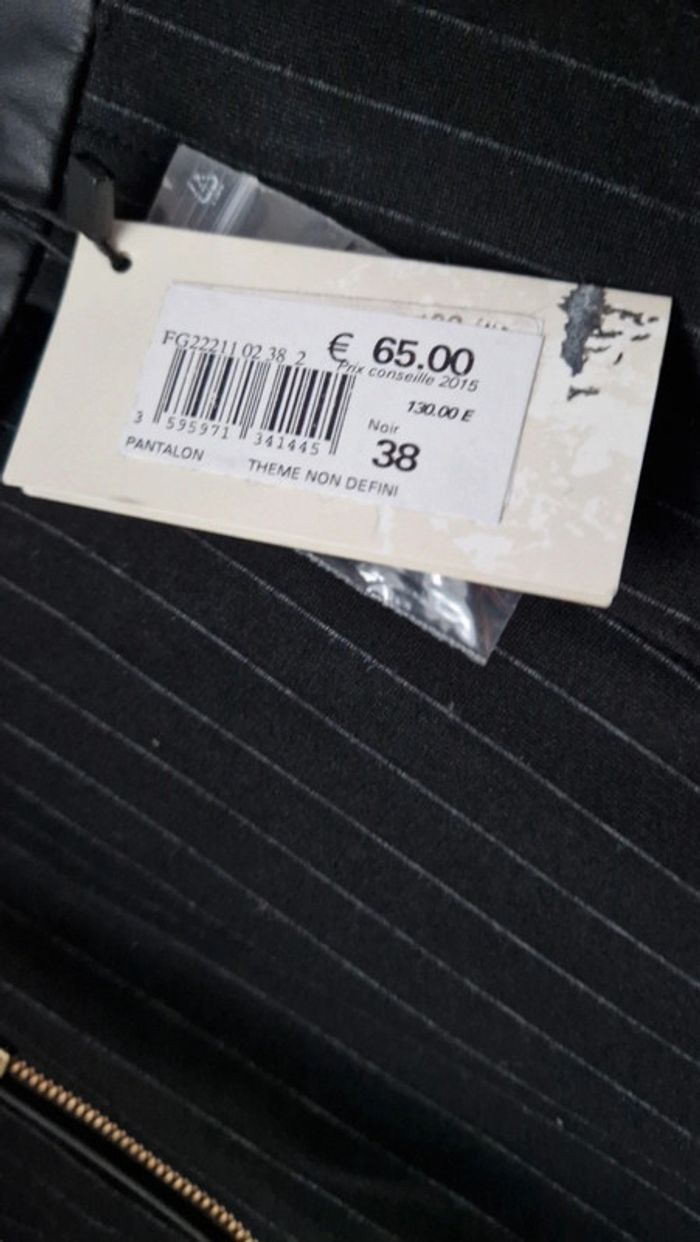 FG22211 02 38 2
€ 65.00
Prix conseille 2015
130.00 E
Noir
38
3 595971 341445
PANTALON
THEME NON DEFINI